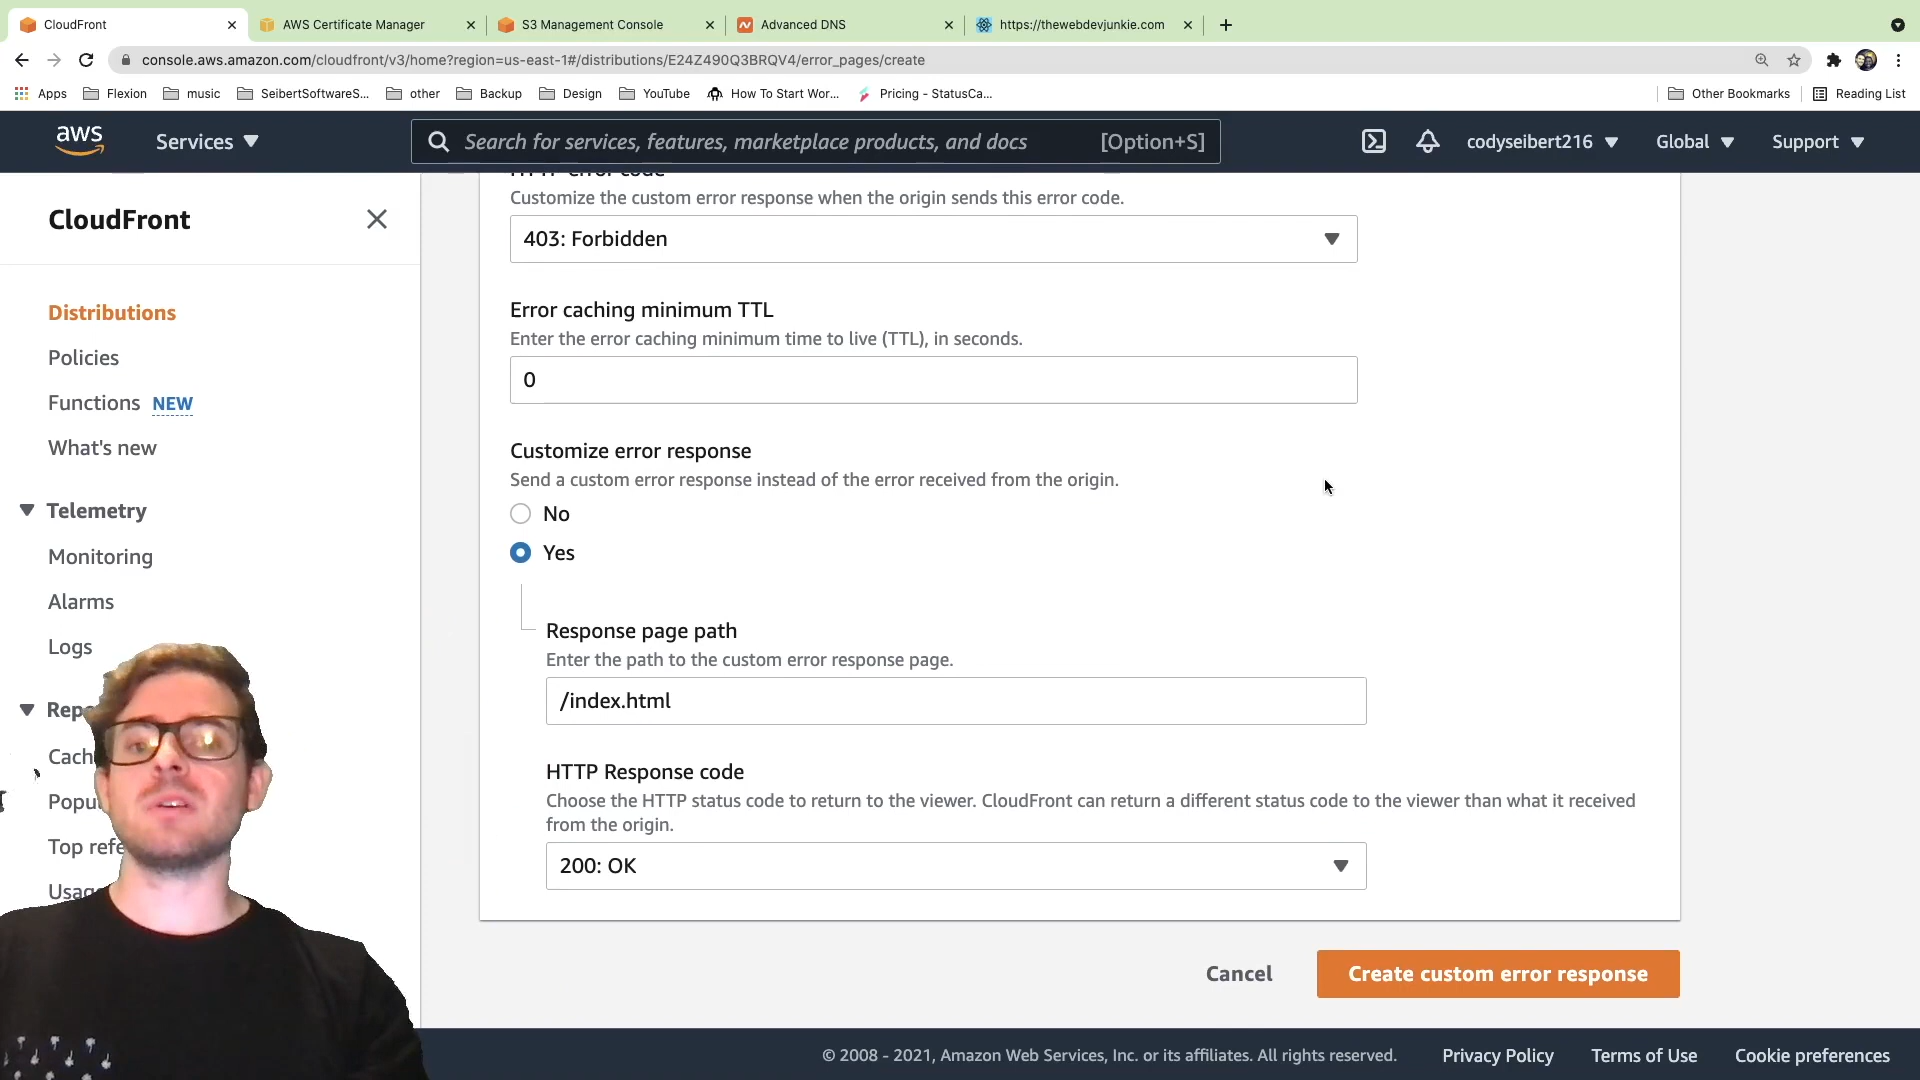 CloudFront
AWS Certificate Manager
S3 Management Console
Advanced DNS
https://thewebdevjunkie.com
console.aws.amazon.com/cloudfront/v3/home?region=us-east-1#/distributions/E24Z490Q3BRQV4/error_pages/create
Apps
Flexion
music
SeibertSoftwareS...
other
Backup
Design
YouTube
How To Start Wor...
Pricing - StatusCa...
Other Bookmarks
Reading List
aws
Services
Search for services, features, marketplace products, and docs
[Option+S]
codyseibert216
Global
Support
CloudFront
Distributions
Policies
Functions NEW
What's new
Telemetry
Monitoring
Alarms
Logs
Rep
Cach
Popu
Top refe
Usag
HTTP error code
Customize the custom error response when the origin sends this error code.
403: Forbidden
Error caching minimum TTL
Enter the error caching minimum time to live (TTL), in seconds.
0
Customize error response
Send a custom error response instead of the error received from the origin.
No
Yes
Response page path
Enter the path to the custom error response page.
/index.html
HTTP Response code
Choose the HTTP status code to return to the viewer. CloudFront can return a different status code to the viewer than what it received
from the origin.
200: OK
Cancel
Create custom error response
© 2008 - 2021, Amazon Web Services, Inc. or its affiliates. All rights reserved.
Privacy Policy
Terms of Use
Cookie preferences